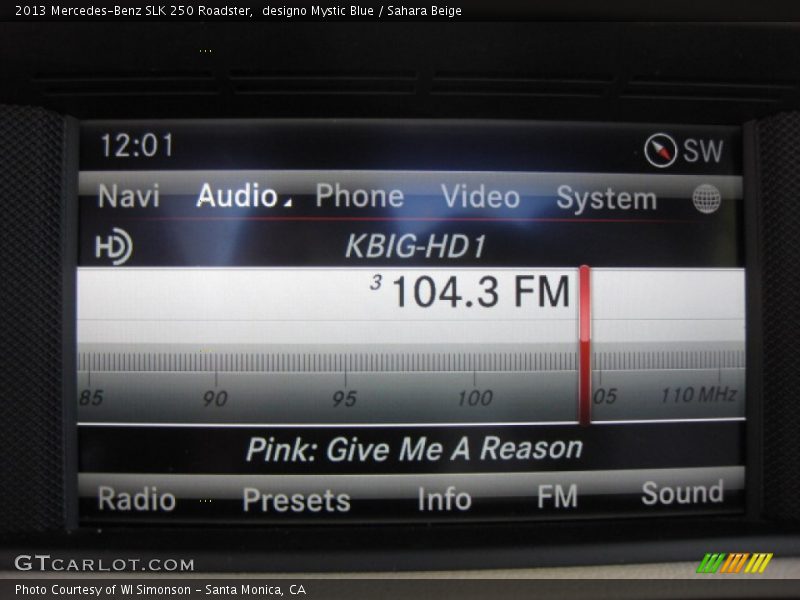 2013 Mercedes-Benz SLK 250 Roadster,  designo Mystic Blue / Sahara Beige
12:01
SW
Navi Audio Phone Video System
HD KBIG-HD1
3 104.3 FM
85 90 95 100 05 110 MHz
Pink: Give Me A Reason
Radio Presets Info FM Sound
GTCARLOT.COM
Photo Courtesy of WI Simonson - Santa Monica, CA